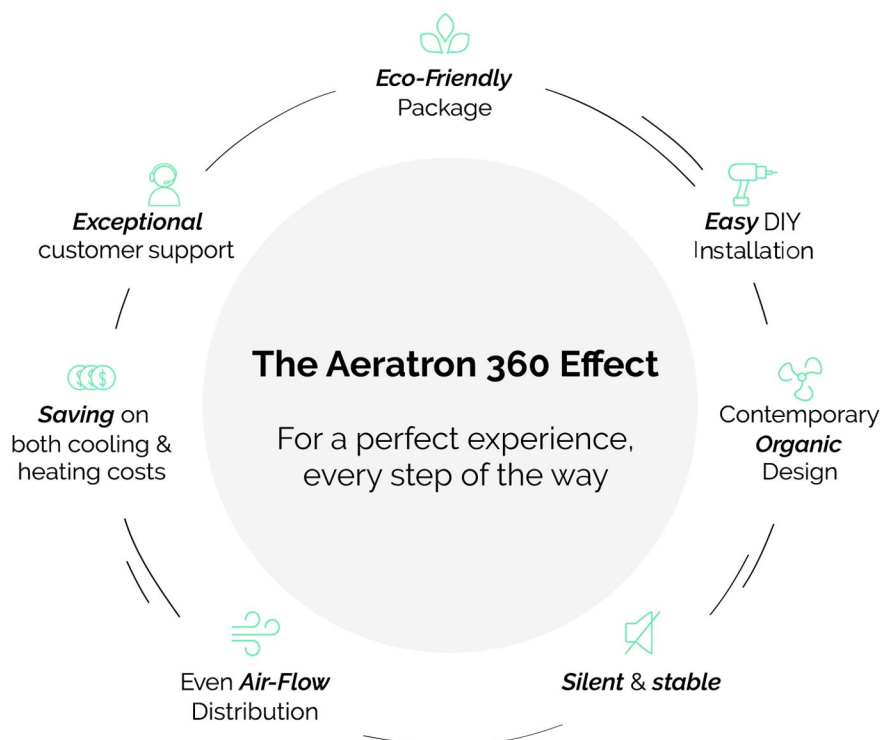 Eco-Friendly
Package
Easy DIY
Installation
Contemporary
Organic
Design
Silent & stable
Even Air-Flow
Distribution
Saving on
both cooling &
heating costs
Exceptional
customer support
The Aeratron 360 Effect
For a perfect experience,
every step of the way